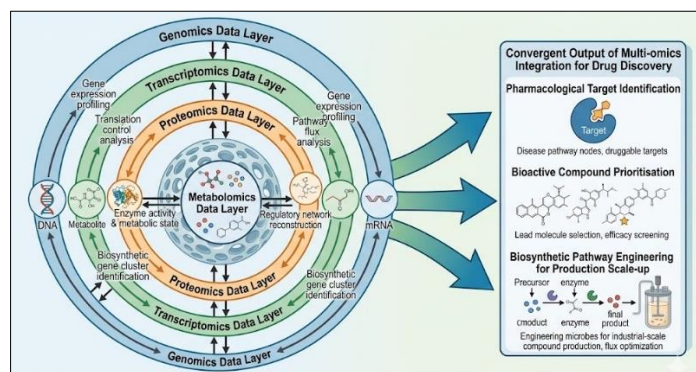 Genomics Data Layer
Transcriptomics Data Layer
Proteomics Data Layer
Gene
expression
profiling
Gene
expression
profiling
Translation
control
analysis
Pathway
flux
analysis
Metabolomics
Data Layer
DNA
Metabolite
Enzyme activity
& metabolic state
Regulatory network
reconstruction
mRNA
Biosynthetic
gene cluster
identification
Biosynthetic
gene cluster
identification
Proteomics Data Layer
Transcriptomics Data Layer
Genomics Data Layer
Convergent Output of Multi-omics
Integration for Drug Discovery
Pharmacological Target Identification
Target
Disease pathway nodes, druggable targets
Bioactive Compound Prioritisation
Lead molecule selection, efficacy screening
Biosynthetic Pathway Engineering
for Production Scale-up
Precursor
enzyme
cmoduct
enzyme
final
product
Engineering microbes for industrial-scale
compound production, flux optimization